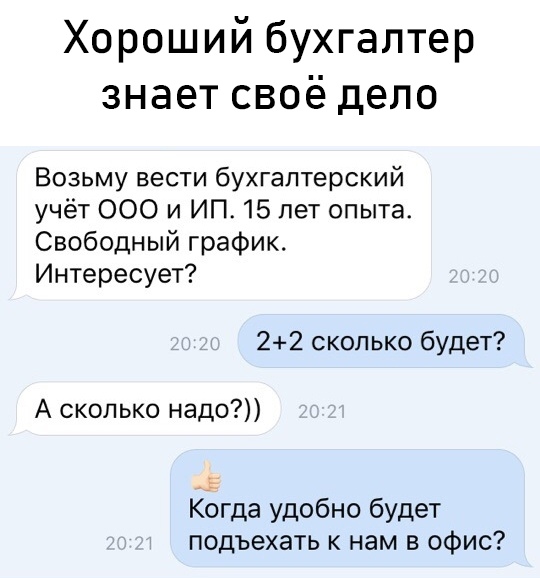 Хороший бухгалтер
знает своё дело
Возьму вести бухгалтерский
учёт ООО и ИП. 15 лет опыта.
Свободный график.
Интересует?
20:20
20:20
2+2 сколько будет?
А сколько надо?))
20:21
👍🏻
Когда удобно будет
подъехать к нам в офис?
20:21